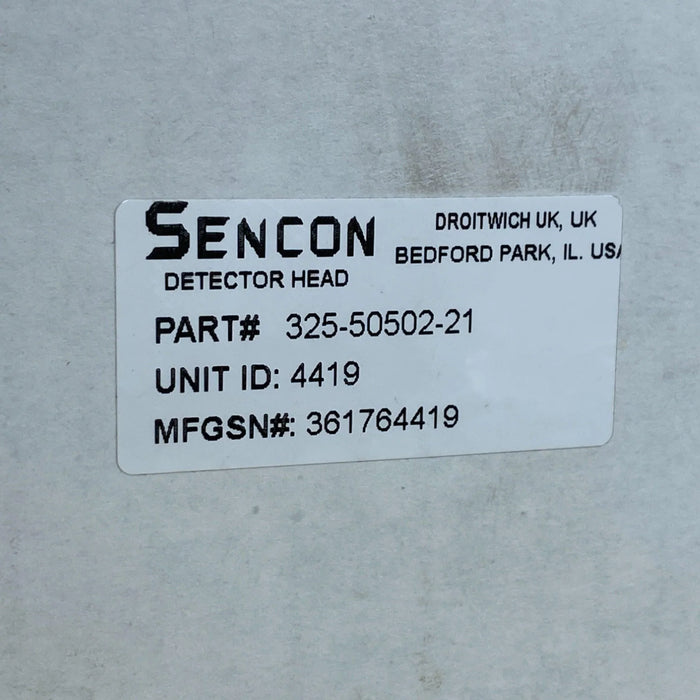 SENCON
DROITWICH UK, UK
BEDFORD PARK, IL. USA
DETECTOR HEAD
PART# 325-50502-21
UNIT ID: 4419
MFGSN#: 361764419